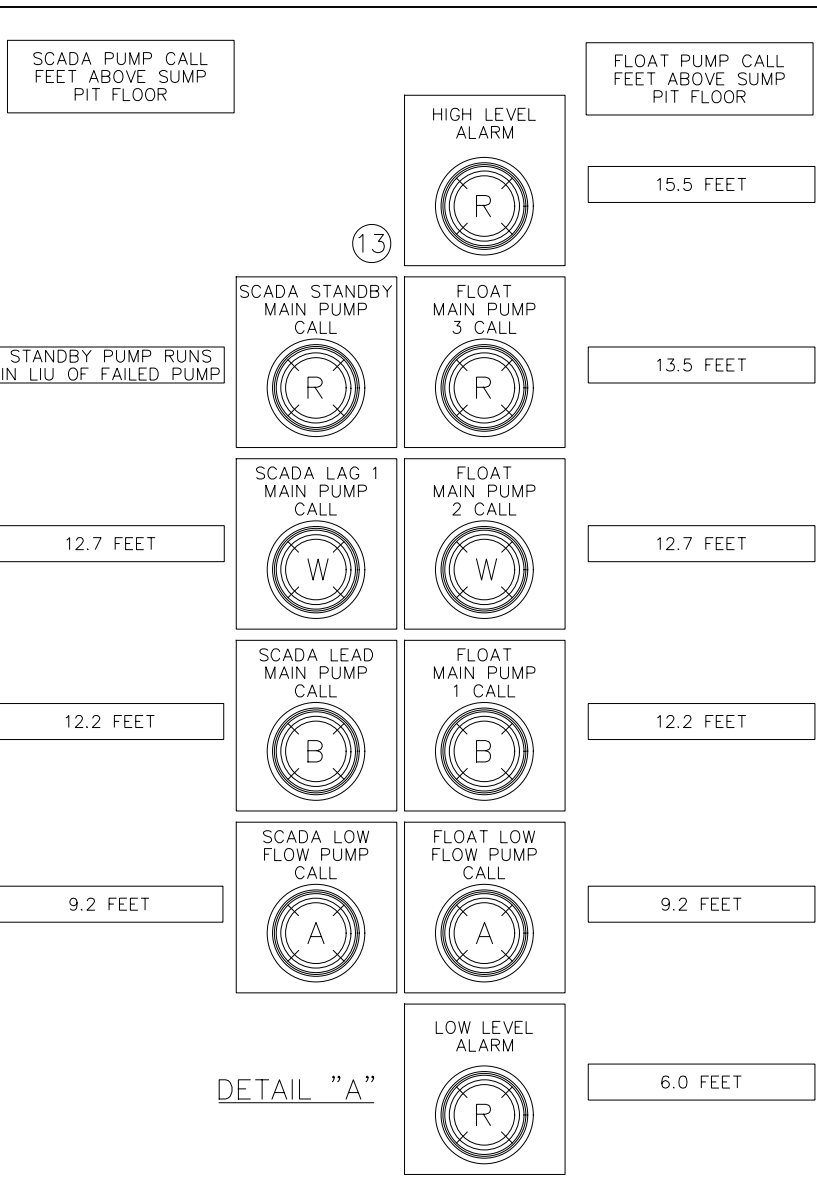 SCADA PUMP CALL
FEET ABOVE SUMP
PIT FLOOR
FLOAT PUMP CALL
FEET ABOVE SUMP
PIT FLOOR
HIGH LEVEL
ALARM
R
15.5 FEET
13
STANDBY PUMP RUNS
IN LIU OF FAILED PUMP
SCADA STANDBY
MAIN PUMP
CALL
R
FLOAT
MAIN PUMP
3 CALL
R
13.5 FEET
12.7 FEET
SCADA LAG 1
MAIN PUMP
CALL
W
FLOAT
MAIN PUMP
2 CALL
W
12.7 FEET
12.2 FEET
SCADA LEAD
MAIN PUMP
CALL
B
FLOAT
MAIN PUMP
1 CALL
B
12.2 FEET
9.2 FEET
SCADA LOW
FLOW PUMP
CALL
A
FLOAT LOW
FLOW PUMP
CALL
A
9.2 FEET
LOW LEVEL
ALARM
R
6.0 FEET
DETAIL "A"